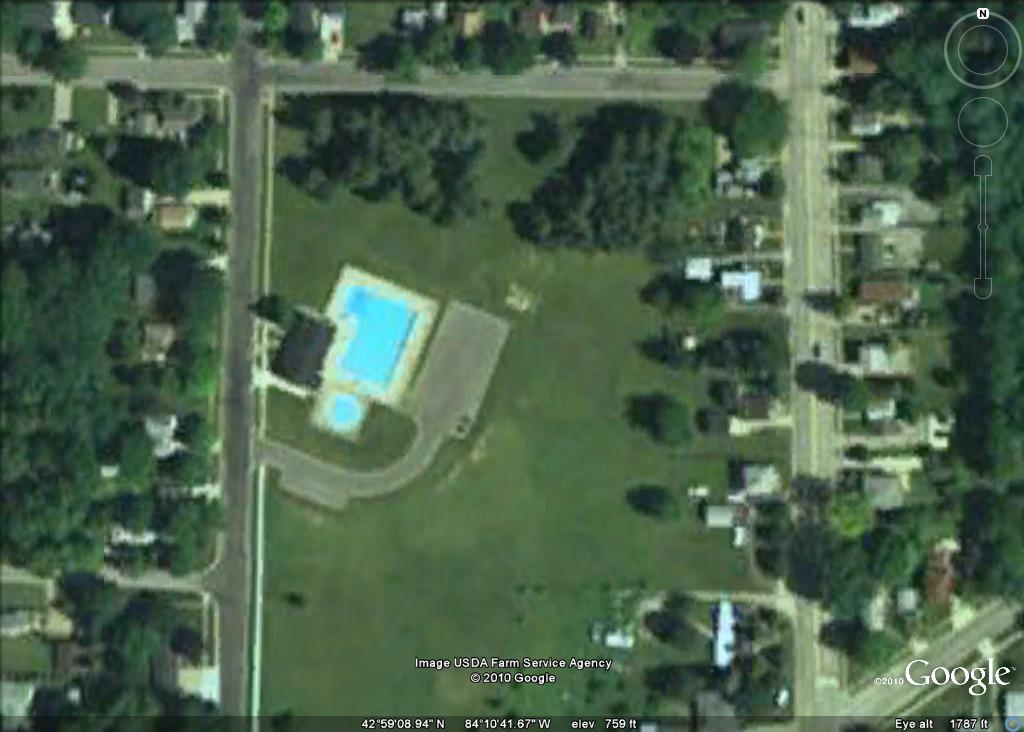 N
Image USDA Farm Service Agency
© 2010 Google
©2010 Google™
42°59'08.94" N 84°10'41.67" W elev 759 ft Eye alt 1787 ft